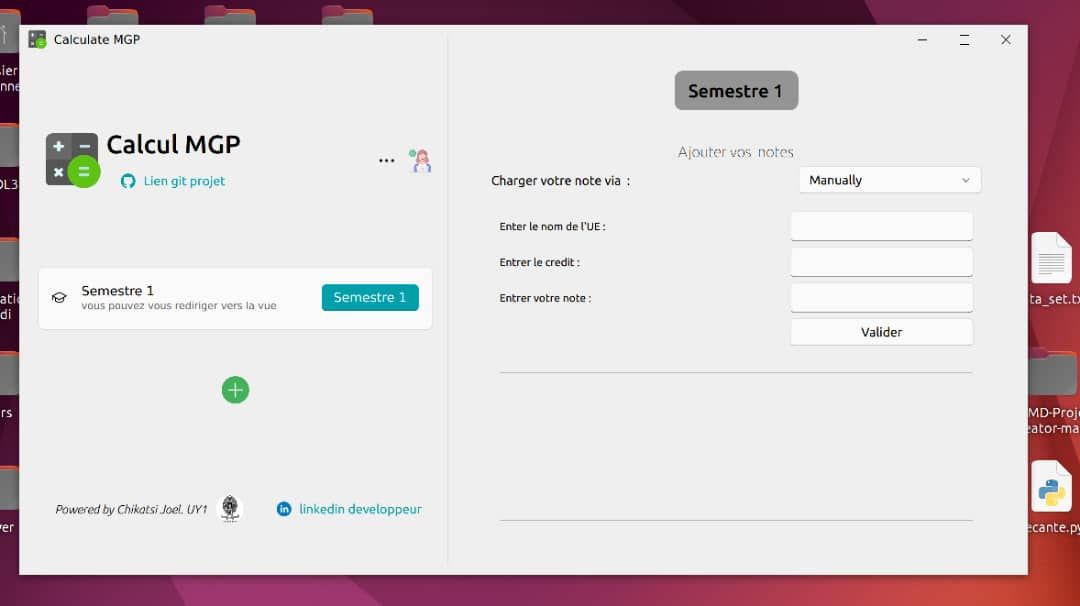 Calculate MGP
Calcul MGP
Lien git projet
Semestre 1
vous pouvez vous rediriger vers la vue
Semestre 1
Powered by Chikatsi Joel. UY1
linkedin developpeur
Semestre 1
Ajouter vos notes
Charger votre note via :
Manually
Enter le nom de l'UE :
Entrer le credit :
Entrer votre note :
Valider
ta_set.tx
MD-Proj
eator-ma
ecante.py
sier
nne
OL3
atic
di
rs
ver